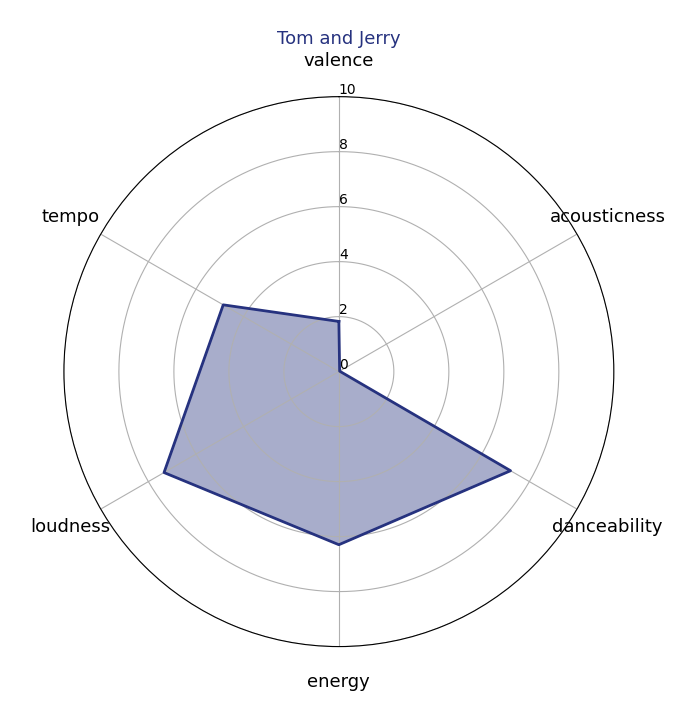 Tom and Jerry
valence
10
8
tempo
acousticness
6
4
2
0
loudness
danceability
energy